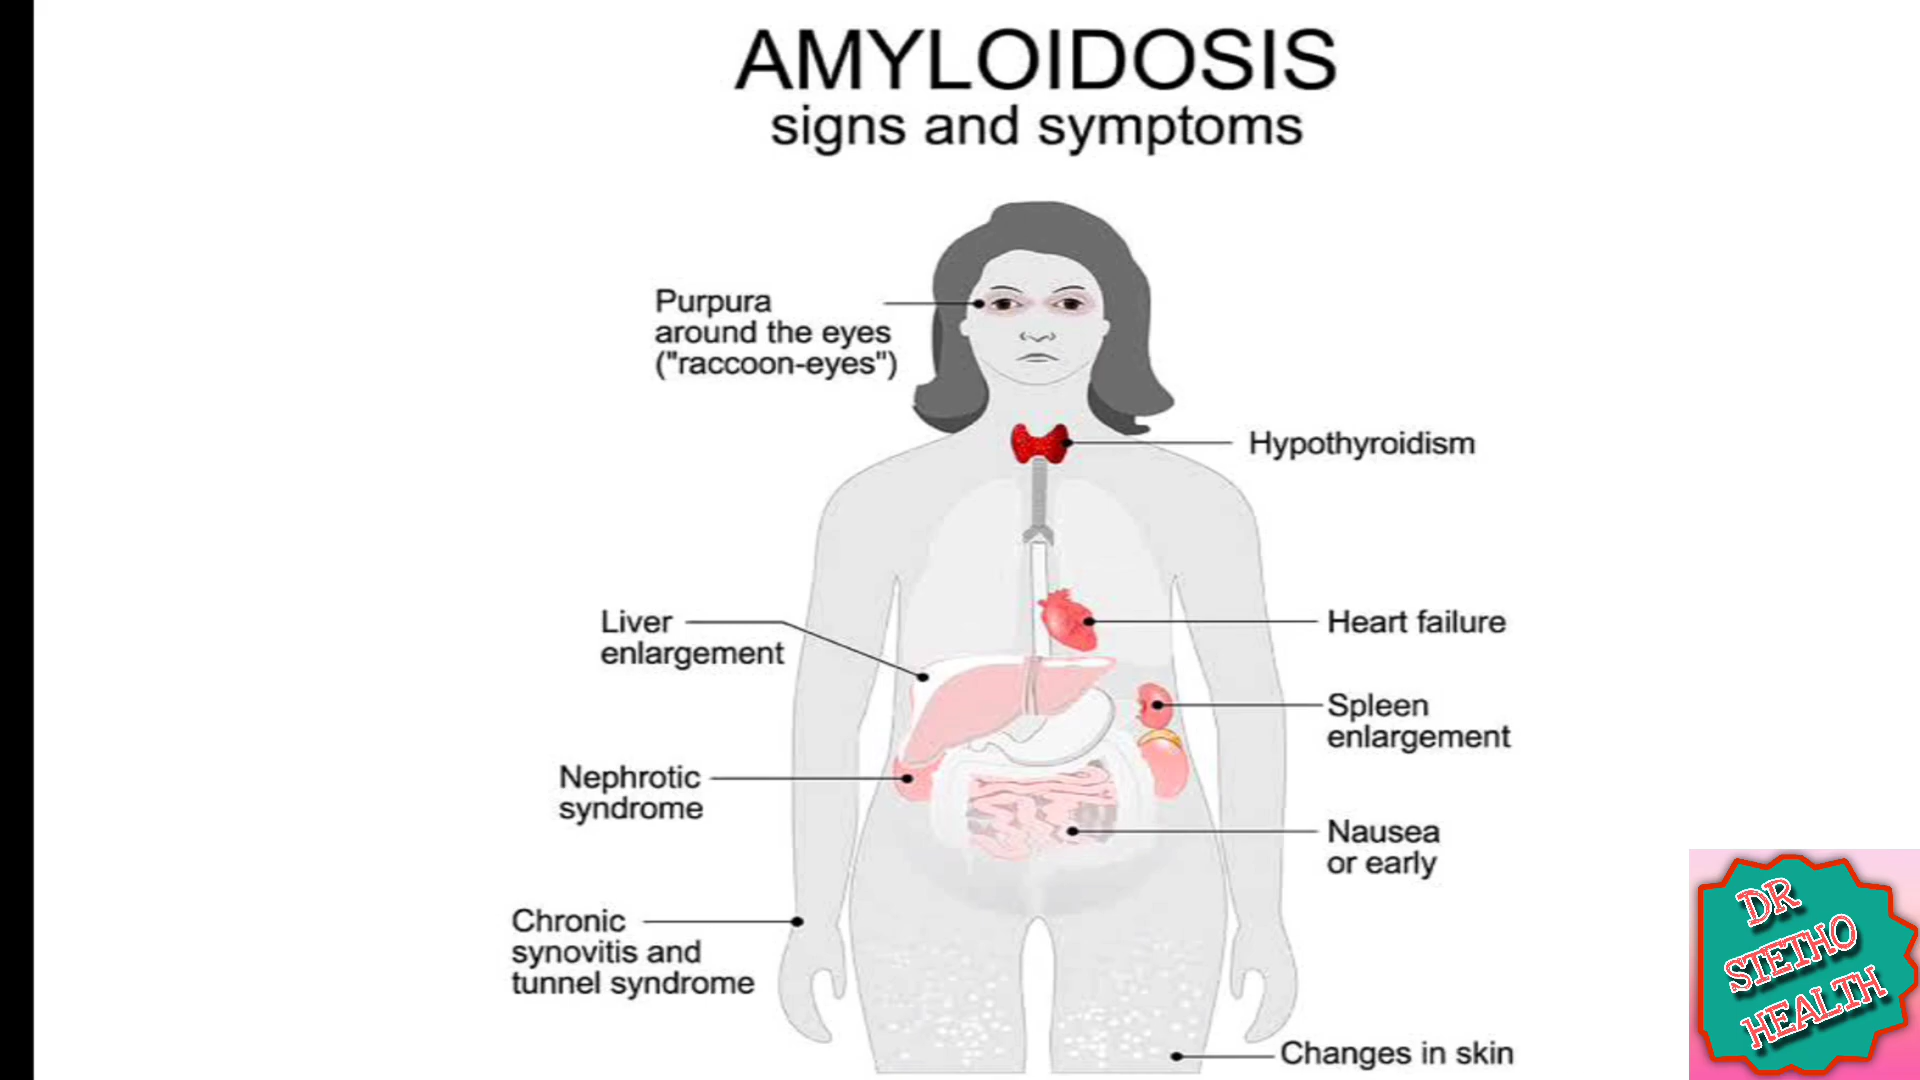 AMYLOIDOSIS
signs and symptoms
Purpura
around the eyes
("raccoon-eyes")
Hypothyroidism
Liver
enlargement
Heart failure
Spleen
enlargement
Nephrotic
syndrome
Nausea
or early
Chronic
synovitis and
tunnel syndrome
Changes in skin
DR
STETHO
HEALTH